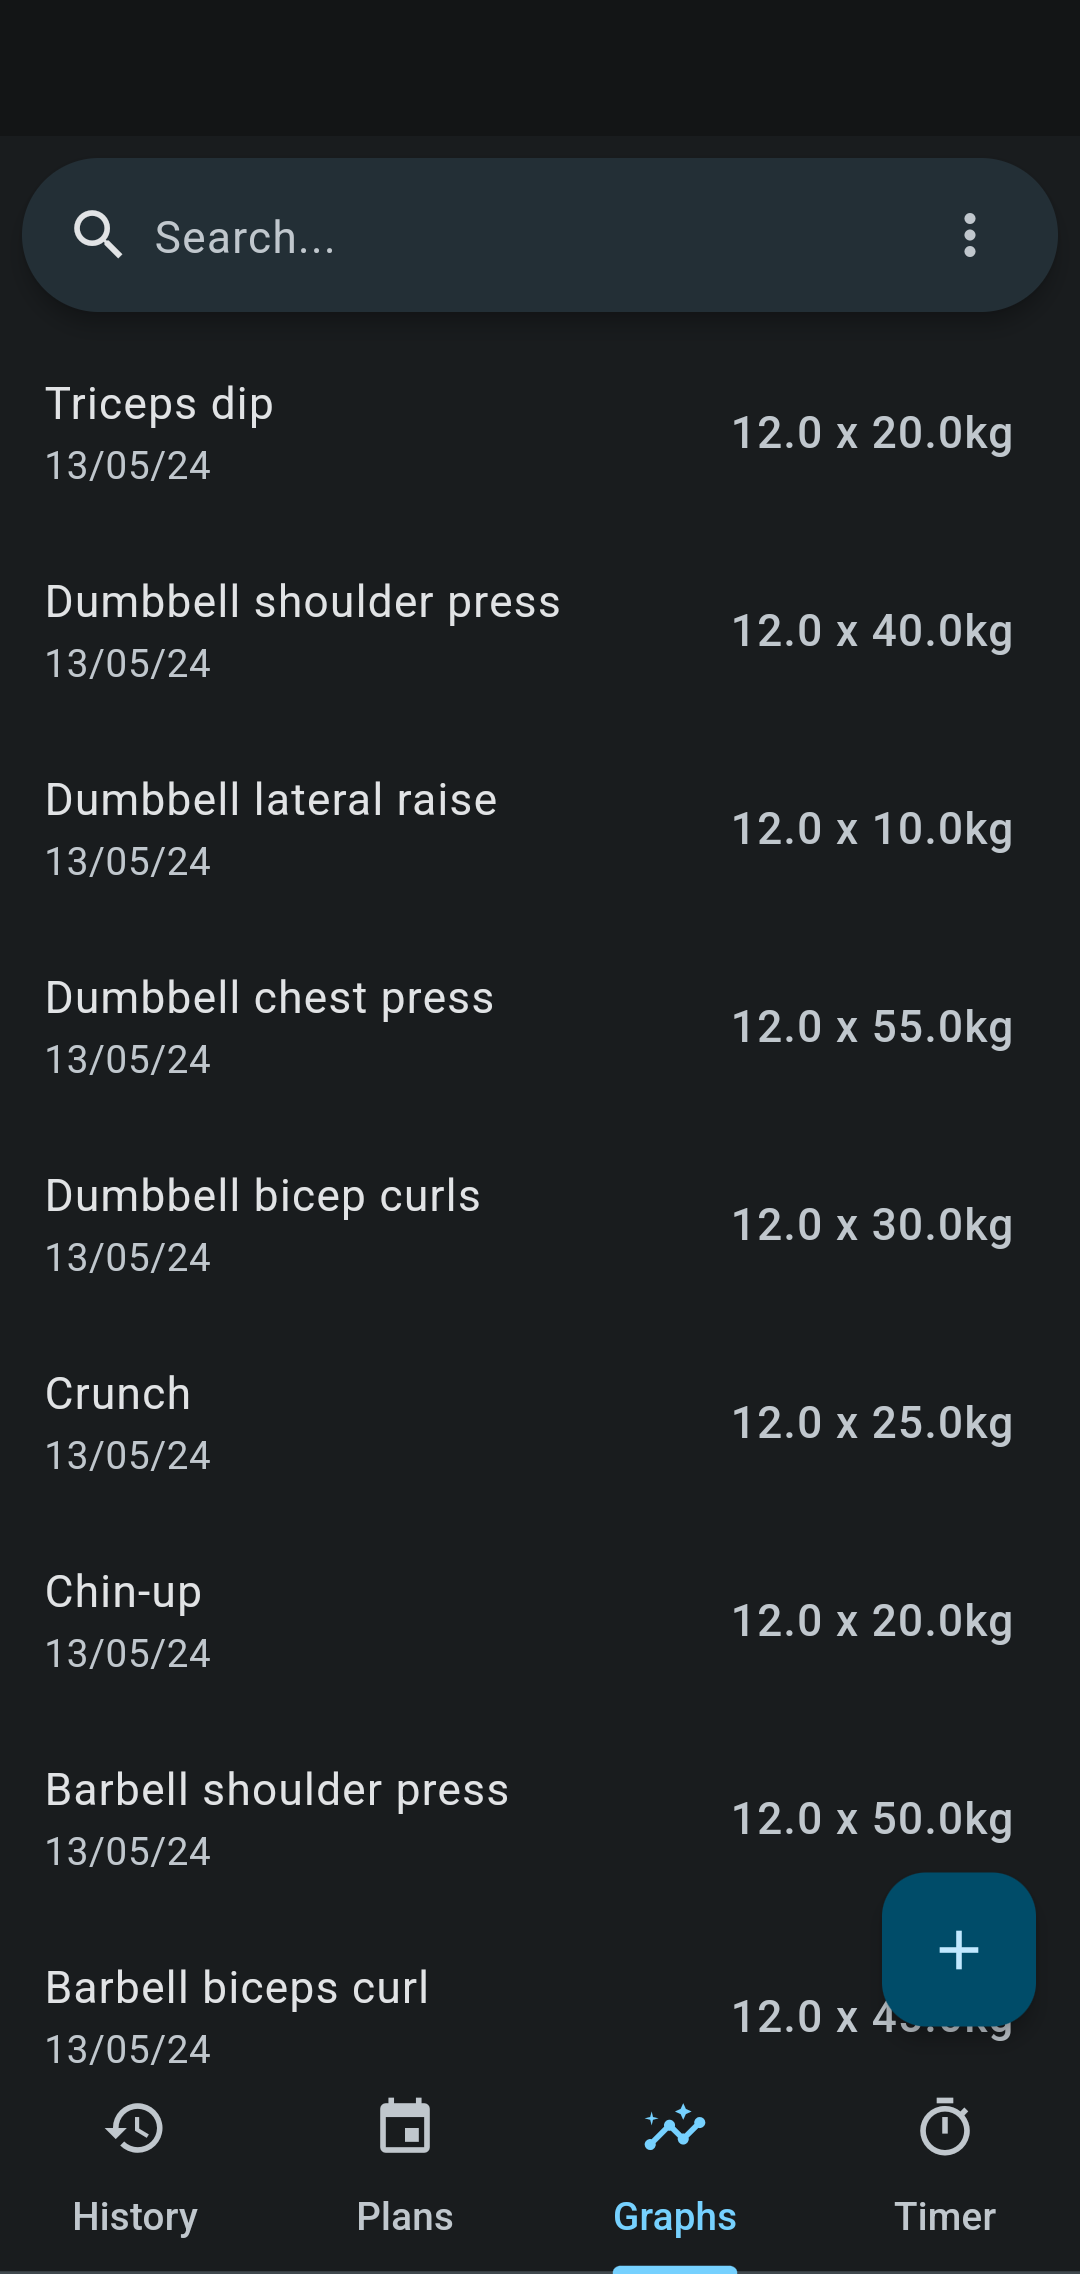 Search...
Triceps dip
12.0 x 20.0kg
13/05/24
Dumbbell shoulder press
12.0 x 40.0kg
13/05/24
Dumbbell lateral raise
12.0 x 10.0kg
13/05/24
Dumbbell chest press
12.0 x 55.0kg
13/05/24
Dumbbell bicep curls
12.0 x 30.0kg
13/05/24
Crunch
12.0 x 25.0kg
13/05/24
Chin-up
12.0 x 20.0kg
13/05/24
Barbell shoulder press
12.0 x 50.0kg
13/05/24
Barbell biceps curl
12.0 x
13/05/24
History
Plans
Graphs
Timer